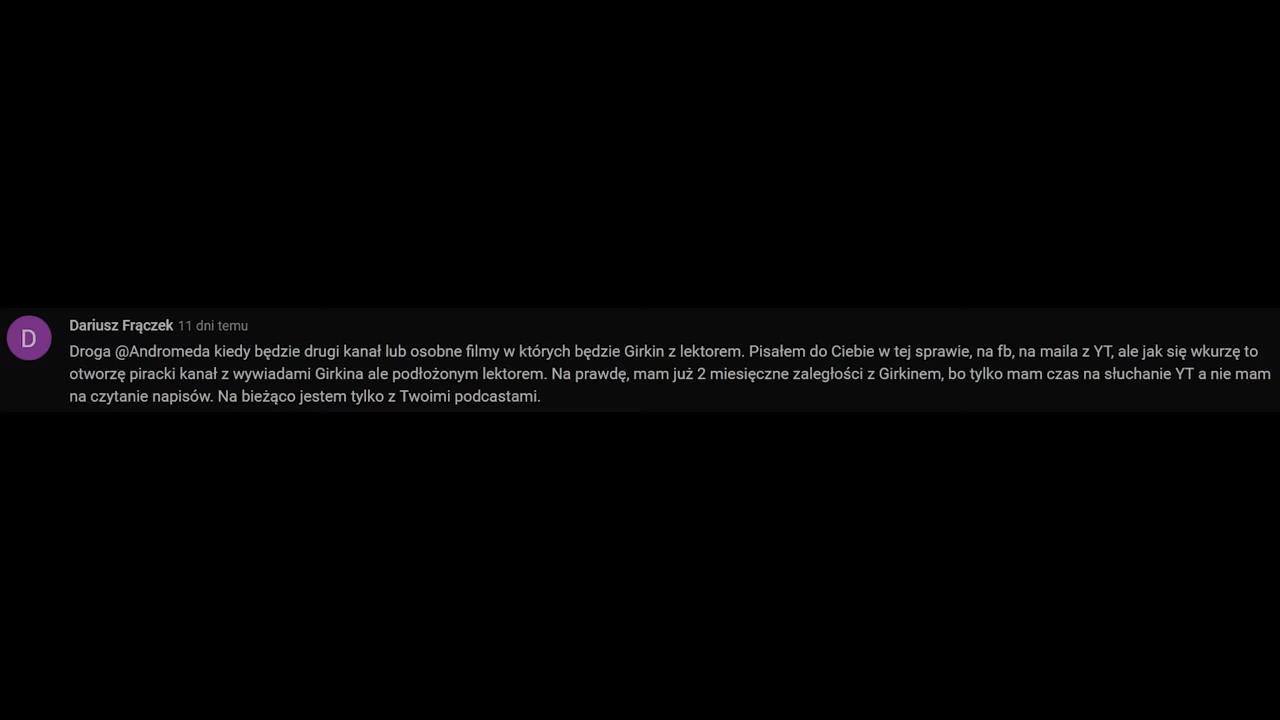 D
Dariusz Frączek 11 dni temu
Droga @Andromeda kiedy będzie drugi kanał lub osobne filmy w których będzie Girkin z lektorem. Pisałem do Ciebie w tej sprawie, na fb, na maila z YT, ale jak się wkurzę to
otworzę piracki kanał z wywiadami Girkina ale podłożonym lektorem. Na prawdę, mam już 2 miesięczne zaległości z Girkinem, bo tylko mam czas na słuchanie YT a nie mam
na czytanie napisów. Na bieżąco jestem tylko z Twoimi podcastami.